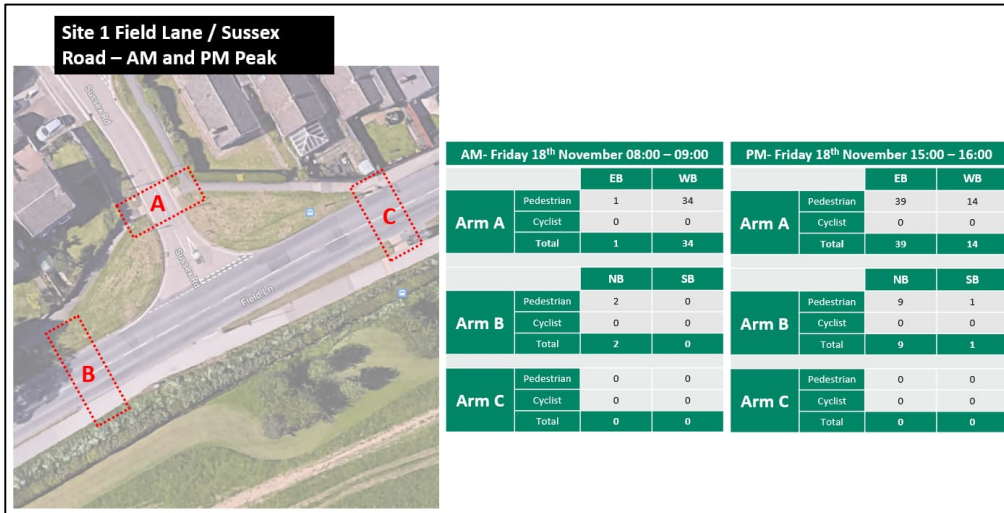 Site 1 Field Lane / Sussex
Road – AM and PM Peak
Sussex Rd
A
C
Sussex Rd
Field Ln
B
AM- Friday 18th November 08:00 – 09:00
EB WB
Arm A
Pedestrian 1 34
Cyclist 0 0
Total 1 34
NB SB
Arm B
Pedestrian 2 0
Cyclist 0 0
Total 2 0
Arm C
Pedestrian 0 0
Cyclist 0 0
Total 0 0
PM- Friday 18th November 15:00 – 16:00
EB WB
Arm A
Pedestrian 39 14
Cyclist 0 0
Total 39 14
NB SB
Arm B
Pedestrian 9 1
Cyclist 0 0
Total 9 1
Arm C
Pedestrian 0 0
Cyclist 0 0
Total 0 0